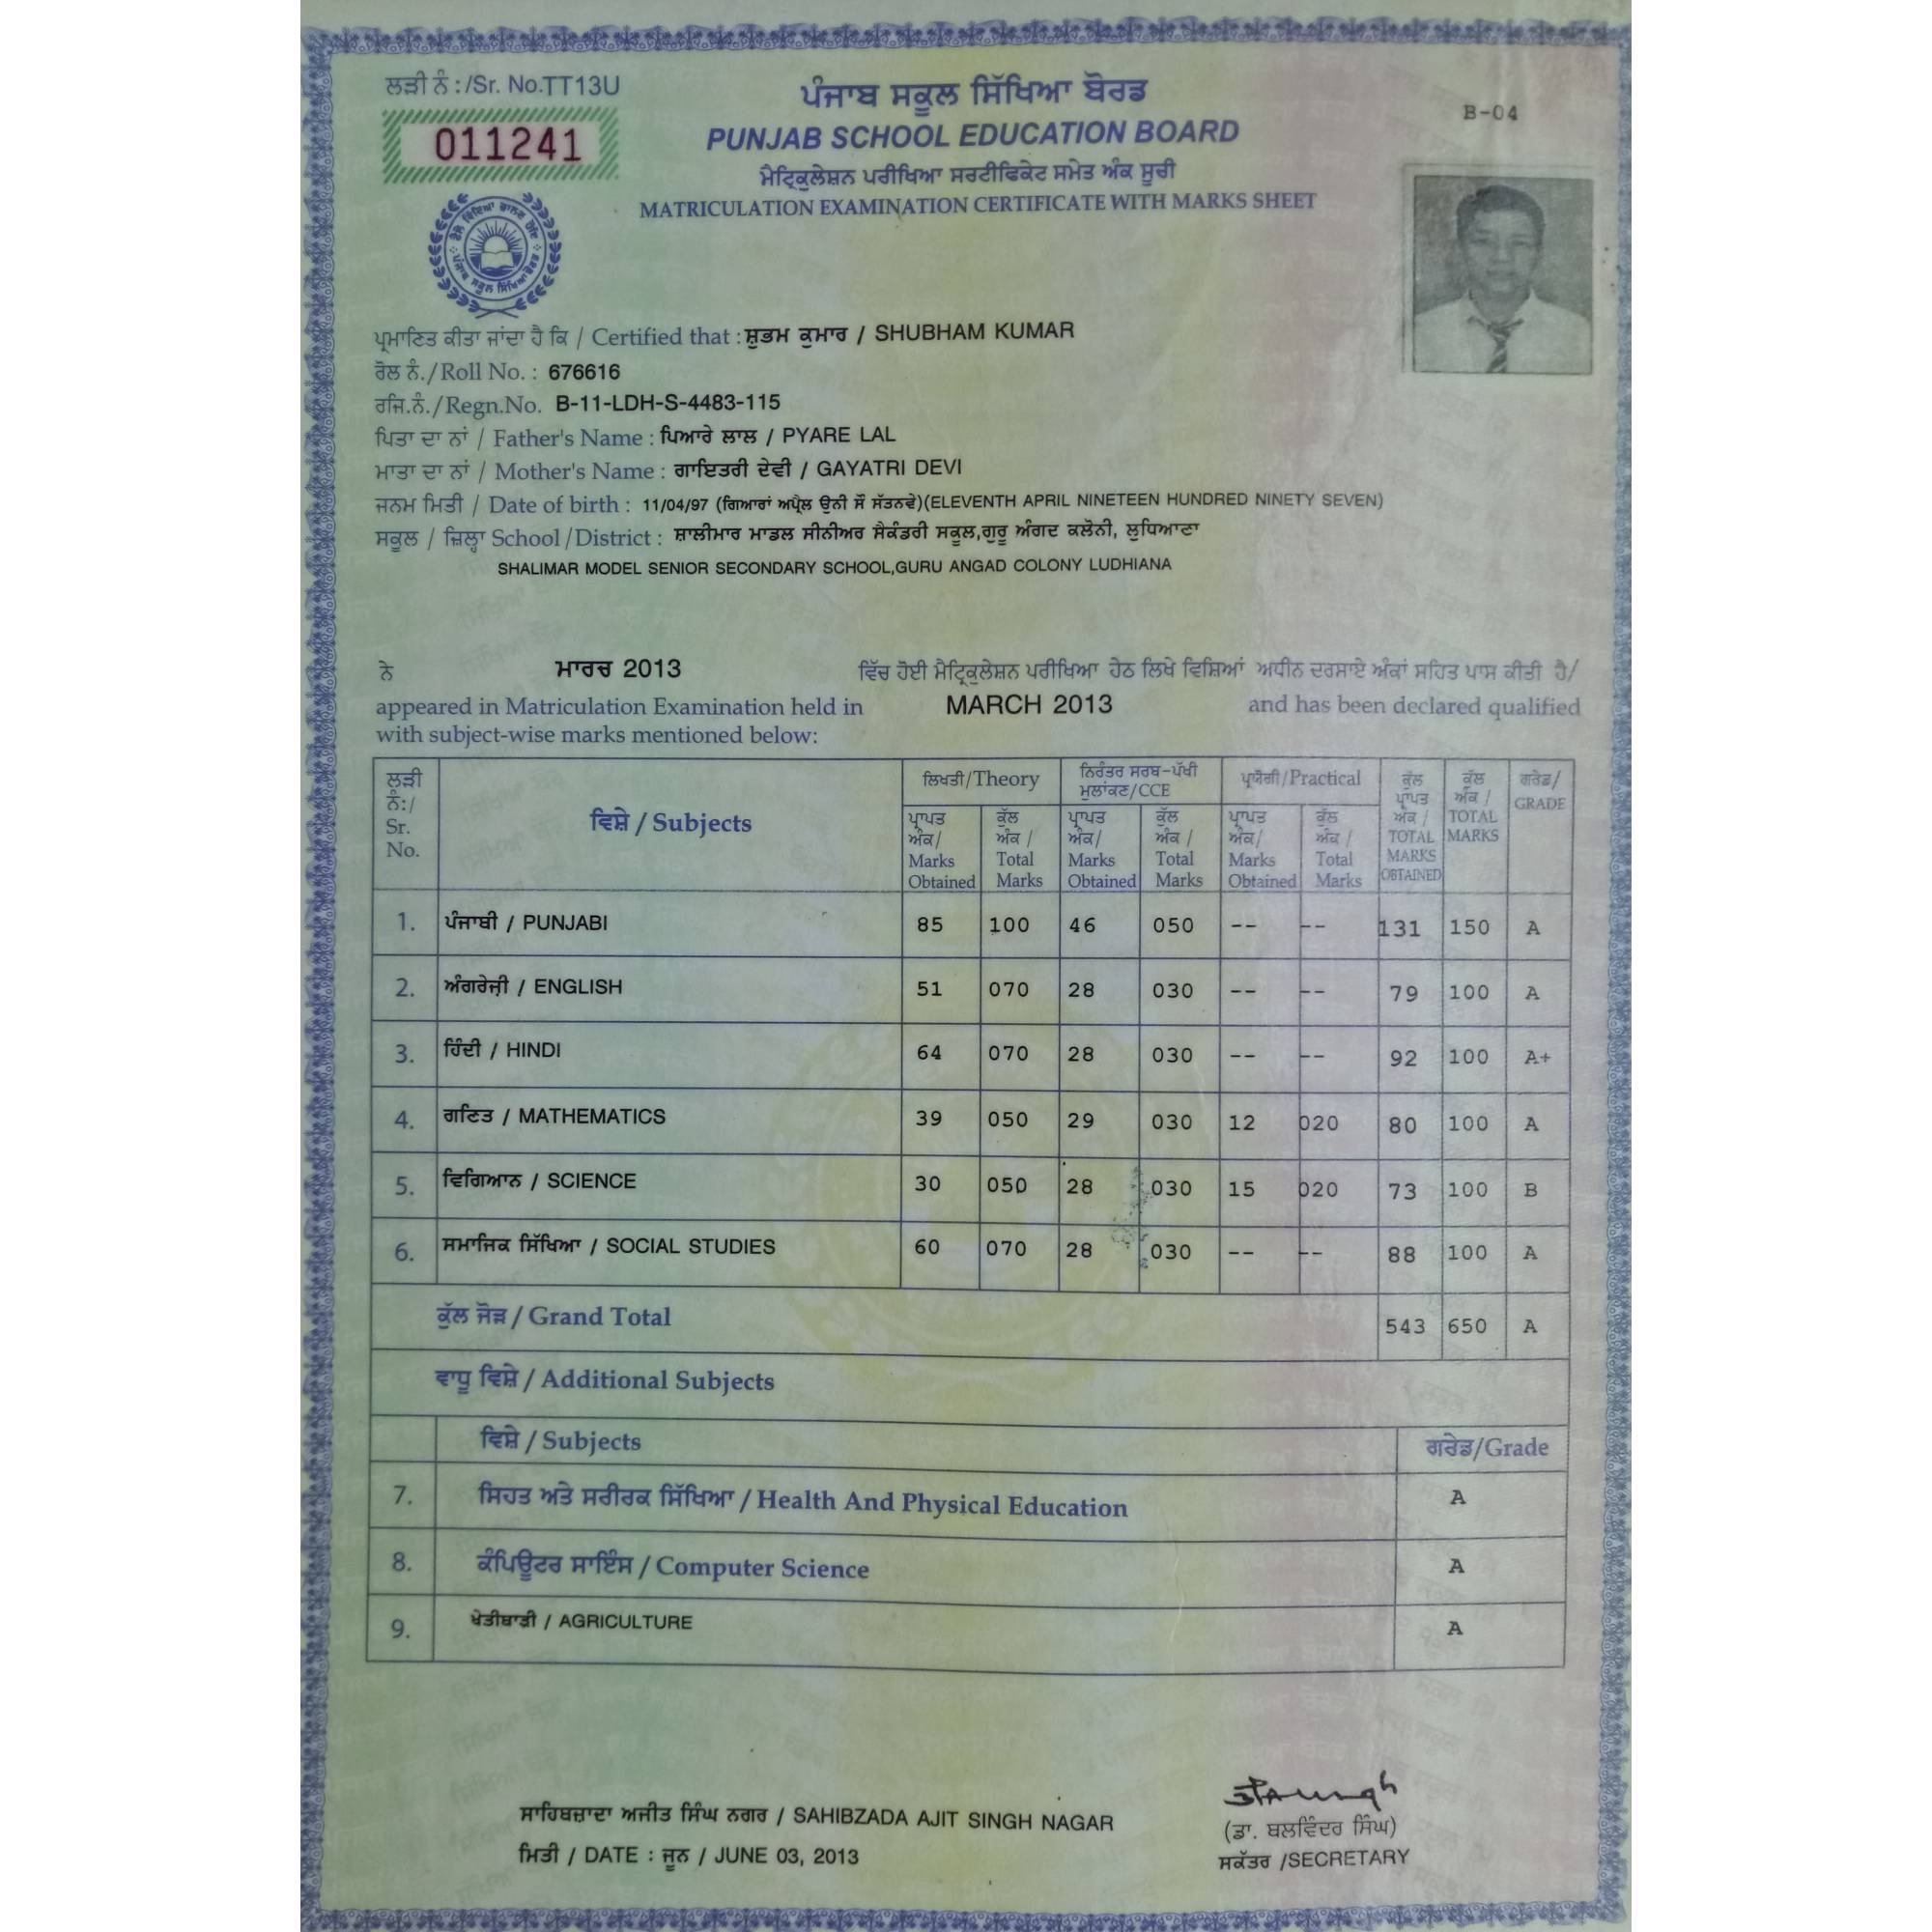 ਲੜੀ ਨੰ :/Sr. No.TT13U
011241
ਪੰਜਾਬ ਸਕੂਲ ਸਿੱਖਿਆ ਬੋਰਡ
B-04
PUNJAB SCHOOL EDUCATION BOARD
ਮੈਟ੍ਰਿਕੁਲੇਸ਼ਨ ਪਰੀਖਿਆ ਸਰਟੀਫਿਕੇਟ ਸਮੇਤ ਅੰਕ ਸੂਚੀ
MATRICULATION EXAMINATION CERTIFICATE WITH MARKS SHEET
ਪੰਜਾਬ ਸਕੂਲ ਸਿੱਖਿਆ ਬੋਰਡ
ਪ੍ਰਮਾਣਿਤ ਕੀਤਾ ਜਾਂਦਾ ਹੈ ਕਿ / Certified that : ਸ਼ੁਭਮ ਕੁਮਾਰ / SHUBHAM KUMAR
ਰੋਲ ਨੰ./Roll No. : 676616
ਰਜਿ.ਨੰ./Regn.No. B-11-LDH-S-4483-115
ਪਿਤਾ ਦਾ ਨਾਂ / Father's Name : ਪਿਆਰੇ ਲਾਲ / PYARE LAL
ਮਾਤਾ ਦਾ ਨਾਂ / Mother's Name : ਗਾਇਤਰੀ ਦੇਵੀ / GAYATRI DEVI
ਜਨਮ ਮਿਤੀ / Date of birth : 11/04/97 (ਗਿਆਰਾਂ ਅਪ੍ਰੈਲ ਉਨੀ ਸੌ ਸੱਤਨਵੇ)(ELEVENTH APRIL NINETEEN HUNDRED NINETY SEVEN)
ਸਕੂਲ / ਜ਼ਿਲ੍ਹਾ School /District : ਸ਼ਾਲੀਮਾਰ ਮਾਡਲ ਸੀਨੀਅਰ ਸੈਕੰਡਰੀ ਸਕੂਲ,ਗੁਰੂ ਅੰਗਦ ਕਲੋਨੀ, ਲੁਧਿਆਣਾ
SHALIMAR MODEL SENIOR SECONDARY SCHOOL,GURU ANGAD COLONY LUDHIANA
ਨੇ ਮਾਰਚ 2013 ਵਿੱਚ ਹੋਈ ਮੈਟ੍ਰਿਕੁਲੇਸ਼ਨ ਪਰੀਖਿਆ ਹੇਠ ਲਿਖੇ ਵਿਸ਼ਿਆਂ ਅਧੀਨ ਦਰਸਾਏ ਅੰਕਾਂ ਸਹਿਤ ਪਾਸ ਕੀਤੀ ਹੈ/
appeared in Matriculation Examination held in MARCH 2013 and has been declared qualified
with subject-wise marks mentioned below:
ਲੜੀ ਨੰ:/ Sr. No.
ਵਿਸ਼ੇ / Subjects
ਲਿਖਤੀ/Theory
ਨਿਰੰਤਰ ਸਰਬ-ਪੱਖੀ ਮੁਲਾਂਕਣ/CCE
ਪ੍ਰਯੋਗੀ/Practical
ਕੁੱਲ ਪ੍ਰਾਪਤ ਅੰਕ / TOTAL MARKS OBTAINED
ਕੁੱਲ ਅੰਕ / TOTAL MARKS
ਗਰੇਡ/ GRADE
ਪ੍ਰਾਪਤ ਅੰਕ/ Marks Obtained
ਕੁੱਲ ਅੰਕ / Total Marks
ਪ੍ਰਾਪਤ ਅੰਕ/ Marks Obtained
ਕੁੱਲ ਅੰਕ / Total Marks
ਪ੍ਰਾਪਤ ਅੰਕ/ Marks Obtained
ਕੁੱਲ ਅੰਕ / Total Marks
1. ਪੰਜਾਬੀ / PUNJABI 85 100 46 050 -- -- 131 150 A
2. ਅੰਗਰੇਜ਼ੀ / ENGLISH 51 070 28 030 -- -- 79 100 A
3. ਹਿੰਦੀ / HINDI 64 070 28 030 -- -- 92 100 A+
4. ਗਣਿਤ / MATHEMATICS 39 050 29 030 12 020 80 100 A
5. ਵਿਗਿਆਨ / SCIENCE 30 050 28 030 15 020 73 100 B
6. ਸਮਾਜਿਕ ਸਿੱਖਿਆ / SOCIAL STUDIES 60 070 28 030 -- -- 88 100 A
ਕੁੱਲ ਜੋੜ / Grand Total 543 650 A
ਵਾਧੂ ਵਿਸ਼ੇ / Additional Subjects
ਵਿਸ਼ੇ / Subjects ਗਰੇਡ/Grade
7. ਸਿਹਤ ਅਤੇ ਸਰੀਰਕ ਸਿੱਖਿਆ / Health And Physical Education A
8. ਕੰਪਿਊਟਰ ਸਾਇੰਸ / Computer Science A
9. ਖੇਤੀਬਾੜੀ / AGRICULTURE A
ਸਾਹਿਬਜ਼ਾਦਾ ਅਜੀਤ ਸਿੰਘ ਨਗਰ / SAHIBZADA AJIT SINGH NAGAR
(ਡਾ. ਬਲਵਿੰਦਰ ਸਿੰਘ)
ਮਿਤੀ / DATE : ਜੂਨ / JUNE 03, 2013
ਸਕੱਤਰ /SECRETARY